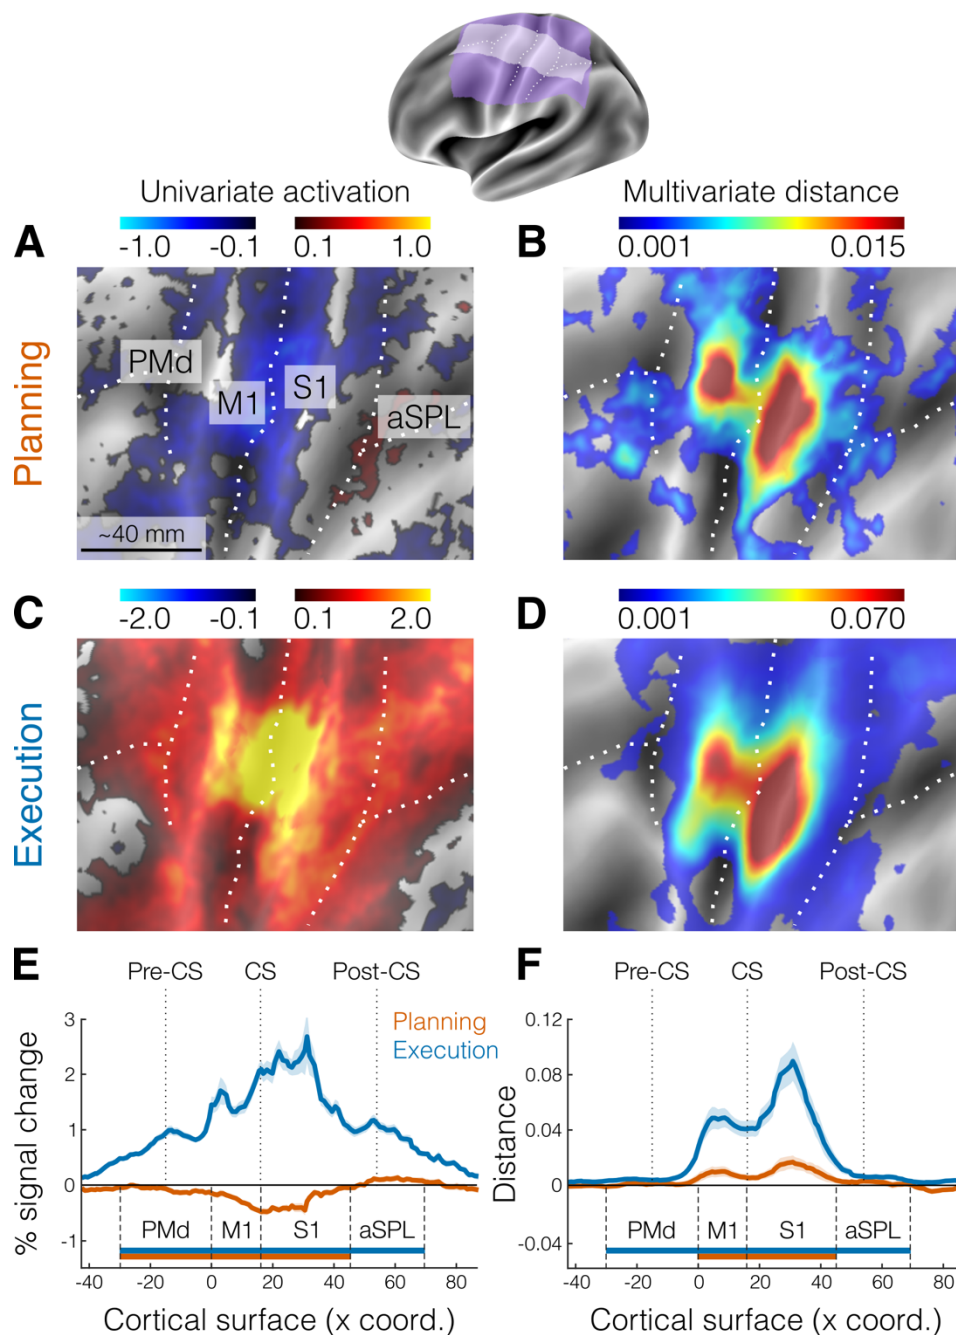 Univariate activation
Multivariate distance
A
-1.0 -0.1 0.1 1.0
B
0.001 0.015
Planning
PMd
M1
S1
aSPL
~40 mm
C
-2.0 -0.1 0.1 2.0
D
0.001 0.070
Execution
E
Pre-CS CS Post-CS
Planning
Execution
% signal change
3
2
1
0
-1
PMd M1 S1 aSPL
-40 -20 0 20 40 60 80
Cortical surface (x coord.)
F
Pre-CS CS Post-CS
Distance
0.12
0.08
0.04
0
-0.04
PMd M1 S1 aSPL
-40 -20 0 20 40 60 80
Cortical surface (x coord.)